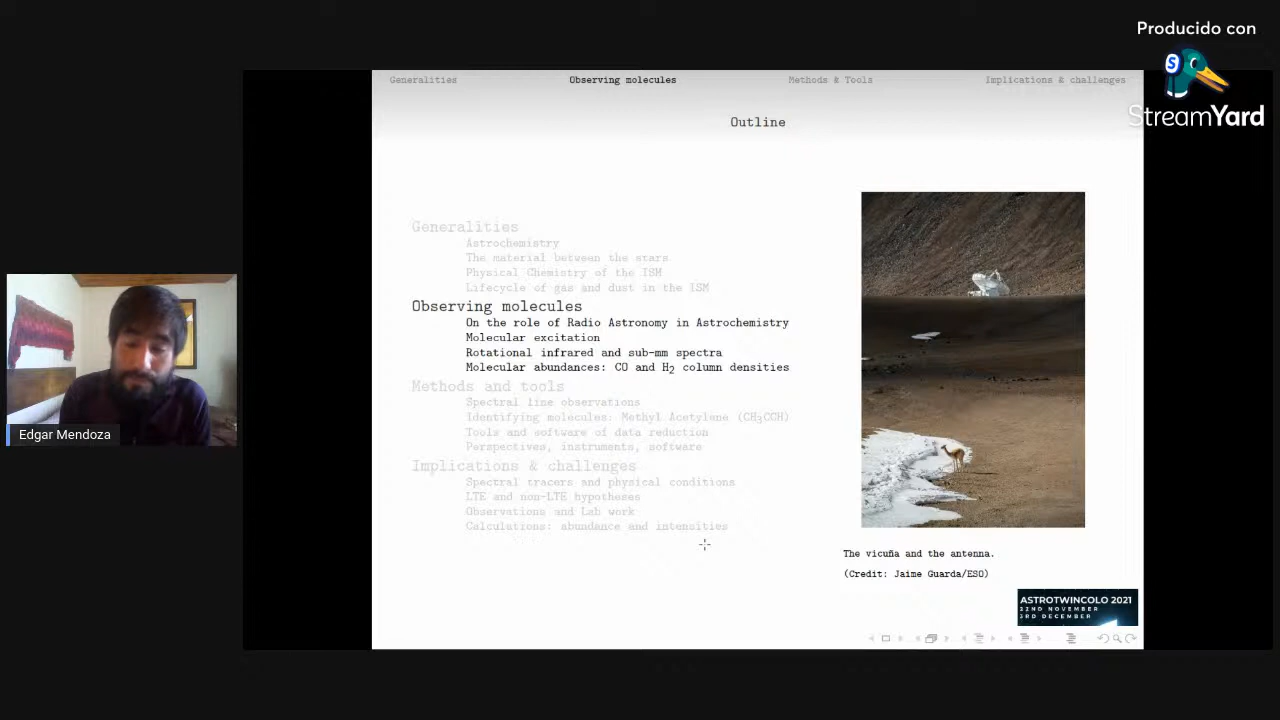 Producido con
StreamYard
Generalities
Observing molecules
Methods & Tools
Implications & challenges
Outline
Generalities
Astrochemistry
The material between the stars
Physical Chemistry of the ISM
Lifecycle of gas and dust in the ISM
Observing molecules
On the role of Radio Astronomy in Astrochemistry
Molecular excitation
Rotational infrared and sub-mm spectra
Molecular abundances: CO and H2 column densities
Methods and tools
Spectral line observations
Identifying molecules: Methyl Acetylene (CH3CCH)
Tools and software of data reduction
Perspectives, instruments, software
Implications & challenges
Spectral tracers and physical conditions
LTE and non-LTE hypotheses
Observations and Lab work
Calculations: abundance and intensities
The vicuña and the antenna.
(Credit: Jaime Guarda/ESO)
ASTROTWINCOLO 2021
22ND NOVEMBER
3RD DECEMBER
Edgar Mendoza